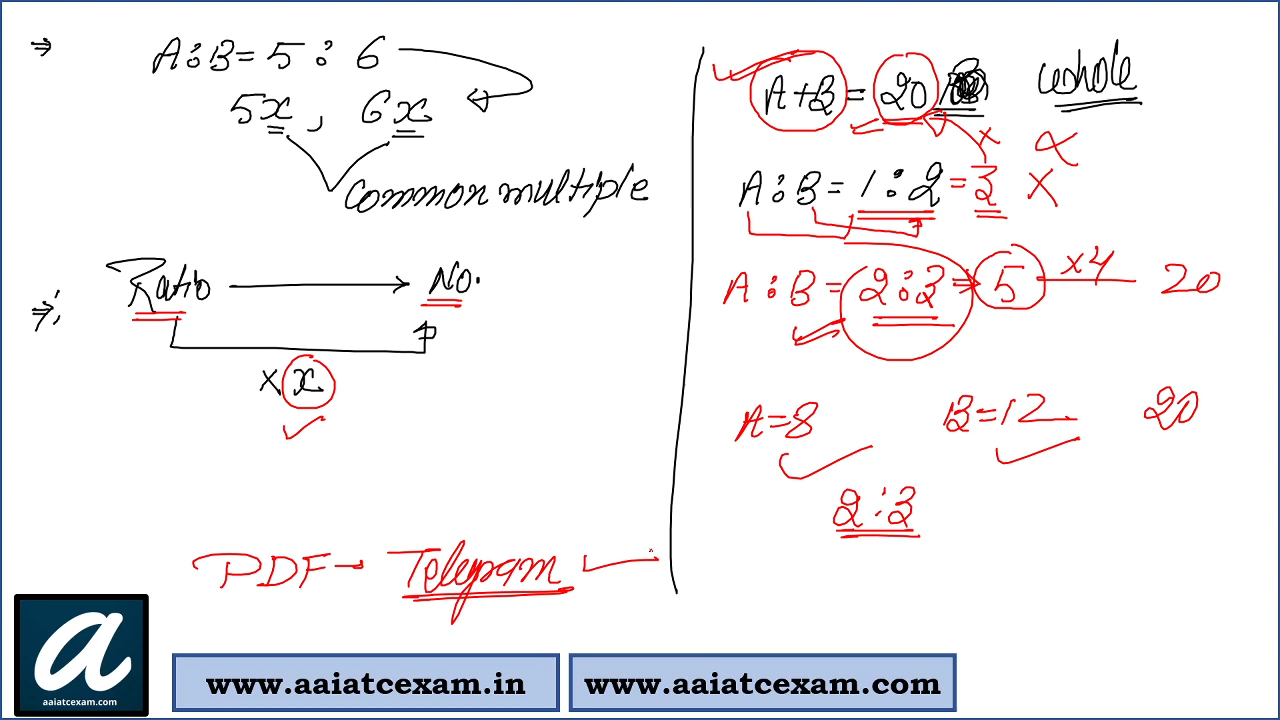 ⇒ A:B = 5 : 6
5x , 6x
common multiple
⇒ Ratio → No.
× x
PDF → Telegram
A+B = 20 whole
x ∝
A:B = 1:2 = 3 X
A:B = 2:3 ⇒ 5 ×4 20
A=8 B=12 20
2:3
a
aaiatcexam.com
www.aaiatcexam.in
www.aaiatcexam.com